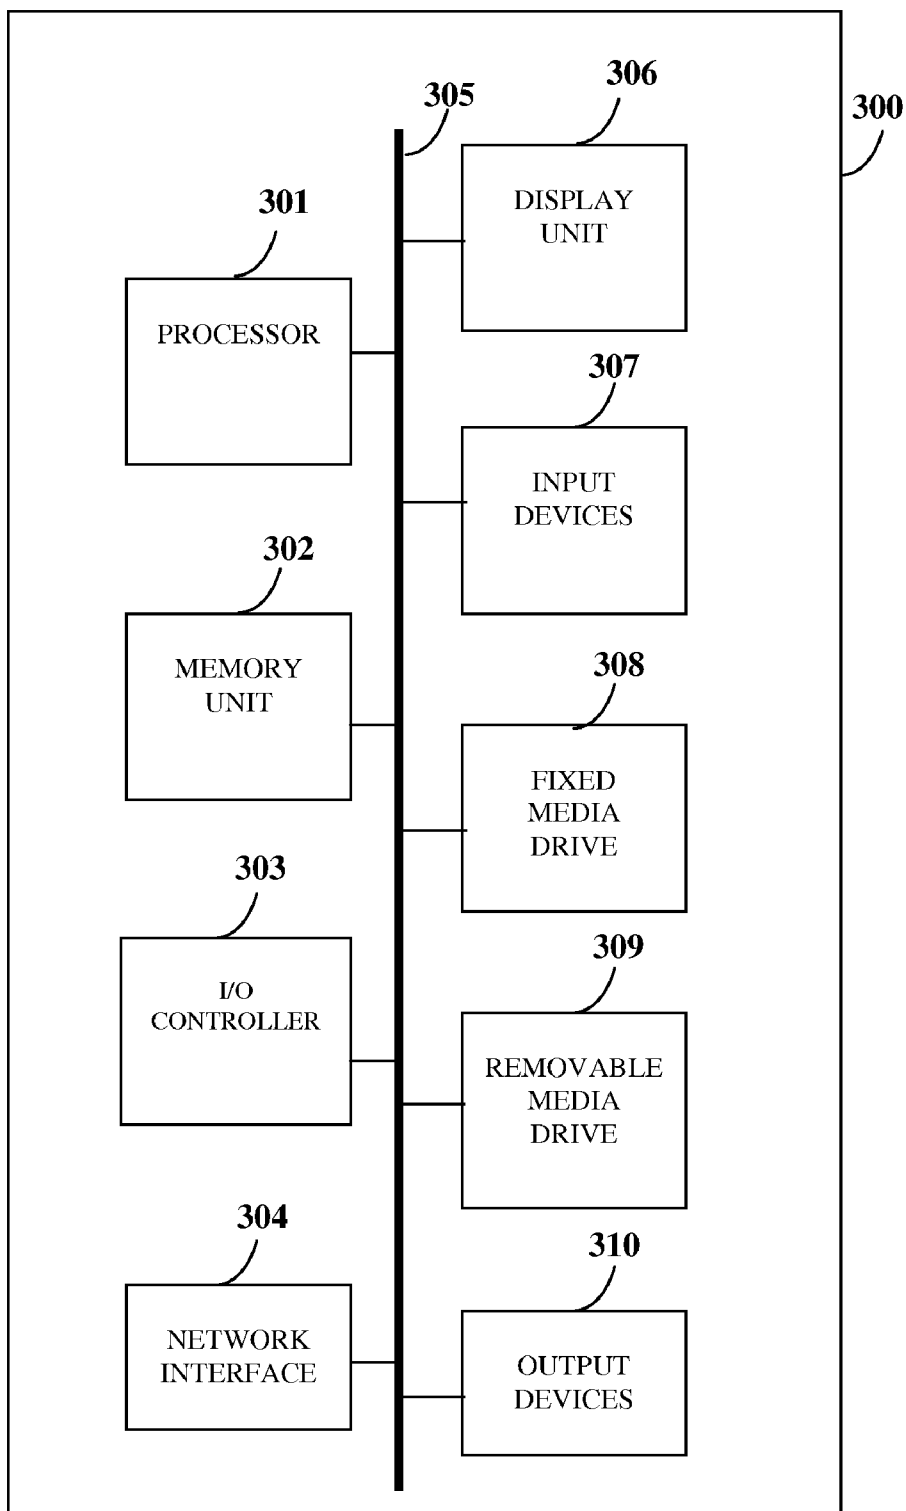 300
305
306
DISPLAY
UNIT
301
PROCESSOR
307
INPUT
DEVICES
302
MEMORY
UNIT
308
FIXED
MEDIA
DRIVE
303
I/O
CONTROLLER
309
REMOVABLE
MEDIA
DRIVE
304
NETWORK
INTERFACE
310
OUTPUT
DEVICES